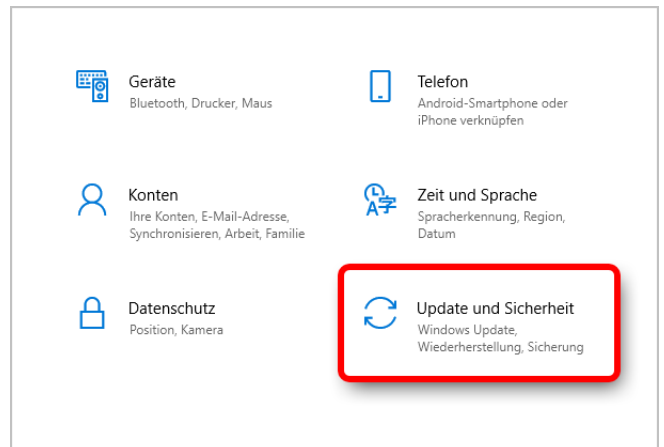 Geräte
Bluetooth, Drucker, Maus
Telefon
Android-Smartphone oder
iPhone verknüpfen
Konten
Ihre Konten, E-Mail-Adresse,
Synchronisieren, Arbeit, Familie
Zeit und Sprache
Spracherkennung, Region,
Datum
Datenschutz
Position, Kamera
Update und Sicherheit
Windows Update,
Wiederherstellung, Sicherung